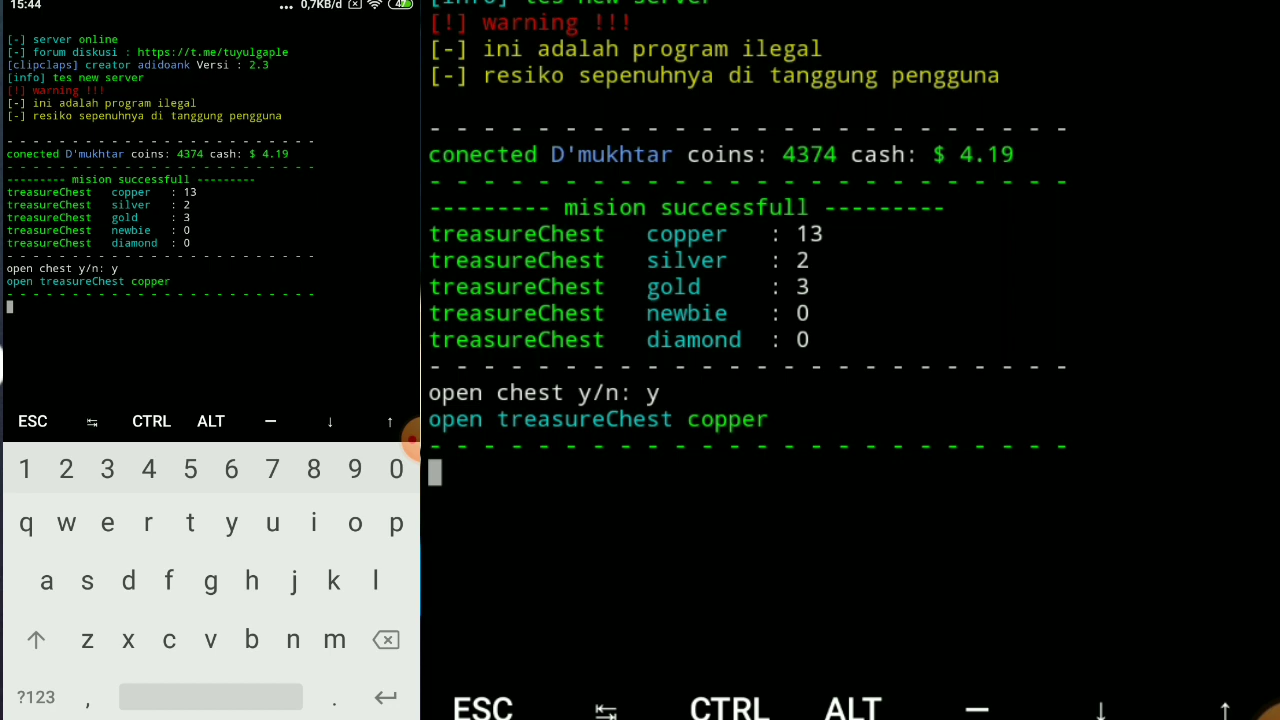 15:44 ... 0,7KB/d 47
[-] server online
[-] forum diskusi : https://t.me/tuyulgaple
[clipclaps] creator adidoank Versi : 2.3
[info] tes new server
[!] warning !!!
[-] ini adalah program ilegal
[-] resiko sepenuhnya di tanggung pengguna
- - - - - - - - - - - - - - - - - - - - - - - -
conected D'mukhtar coins: 4374 cash: $ 4.19
- - - - - - - - - - - - - - - - - - - - - - - -
--------- mision successfull ---------
treasureChest copper : 13
treasureChest silver : 2
treasureChest gold : 3
treasureChest newbie : 0
treasureChest diamond : 0
- - - - - - - - - - - - - - - - - - - - - - - -
open chest y/n: y
open treasureChest copper
- - - - - - - - - - - - - - - - - - - - - - - -
ESC ↹ CTRL ALT — ↓ ↑
1 2 3 4 5 6 7 8 9 0
q w e r t y u i o p
a s d f g h j k l
z x c v b n m
?123 , .
[info] tes new server
[!] warning !!!
[-] ini adalah program ilegal
[-] resiko sepenuhnya di tanggung pengguna
- - - - - - - - - - - - - - - - - - - - - - - -
conected D'mukhtar coins: 4374 cash: $ 4.19
- - - - - - - - - - - - - - - - - - - - - - - -
--------- mision successfull ---------
treasureChest copper : 13
treasureChest silver : 2
treasureChest gold : 3
treasureChest newbie : 0
treasureChest diamond : 0
- - - - - - - - - - - - - - - - - - - - - - - -
open chest y/n: y
open treasureChest copper
- - - - - - - - - - - - - - - - - - - - - - - -
ESC ↹ CTRL ALT — ↓ ↑